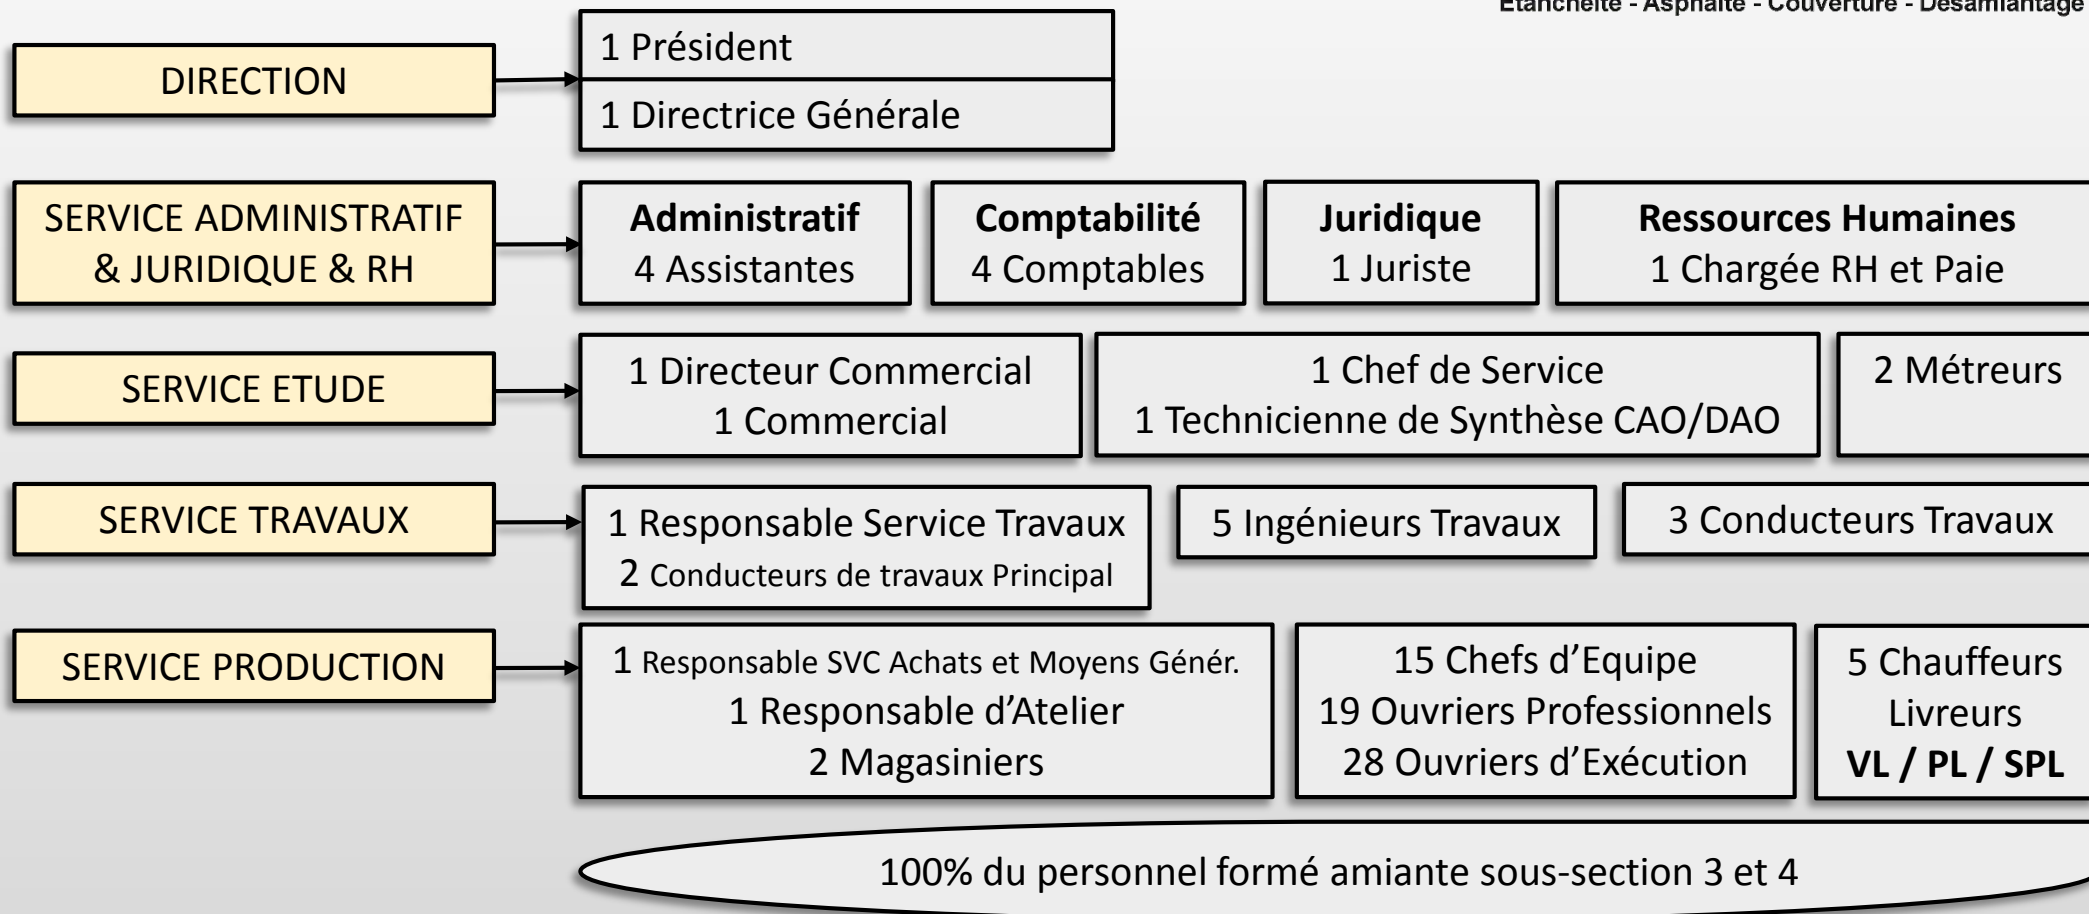 Etanchéité - Asphalte - Couverture - Désamiantage
DIRECTION
1 Président
1 Directrice Générale
SERVICE ADMINISTRATIF
& JURIDIQUE & RH
Administratif
4 Assistantes
Comptabilité
4 Comptables
Juridique
1 Juriste
Ressources Humaines
1 Chargée RH et Paie
SERVICE ETUDE
1 Directeur Commercial
1 Commercial
1 Chef de Service
1 Technicienne de Synthèse CAO/DAO
2 Métreurs
SERVICE TRAVAUX
1 Responsable Service Travaux
2 Conducteurs de travaux Principal
5 Ingénieurs Travaux
3 Conducteurs Travaux
SERVICE PRODUCTION
1 Responsable SVC Achats et Moyens Génér.
1 Responsable d’Atelier
2 Magasiniers
15 Chefs d’Equipe
19 Ouvriers Professionnels
28 Ouvriers d’Exécution
5 Chauffeurs
Livreurs
VL / PL / SPL
100% du personnel formé amiante sous-section 3 et 4